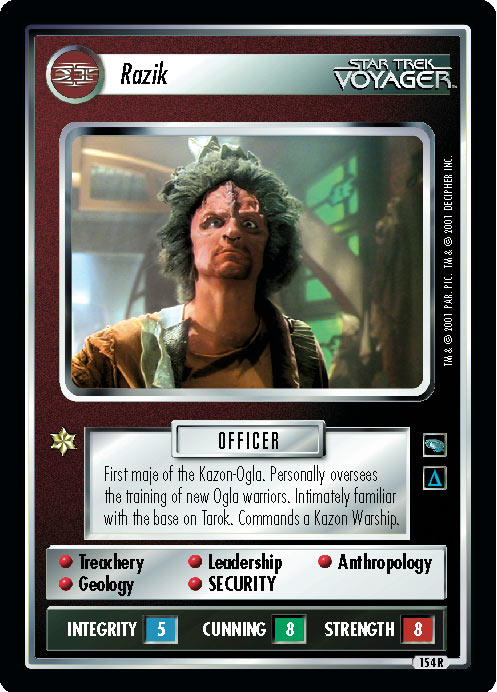 Razik
STAR TREK
VOYAGER™
TM & © 2001 PAR. PIC. TM & © 2001 DECIPHER INC.
OFFICER
First maje of the Kazon-Ogla. Personally oversees
the training of new Ogla warriors. Intimately familiar
with the base on Tarok. Commands a Kazon Warship.
Treachery Leadership Anthropology
Geology SECURITY
INTEGRITY 5 CUNNING 8 STRENGTH 8
154 R